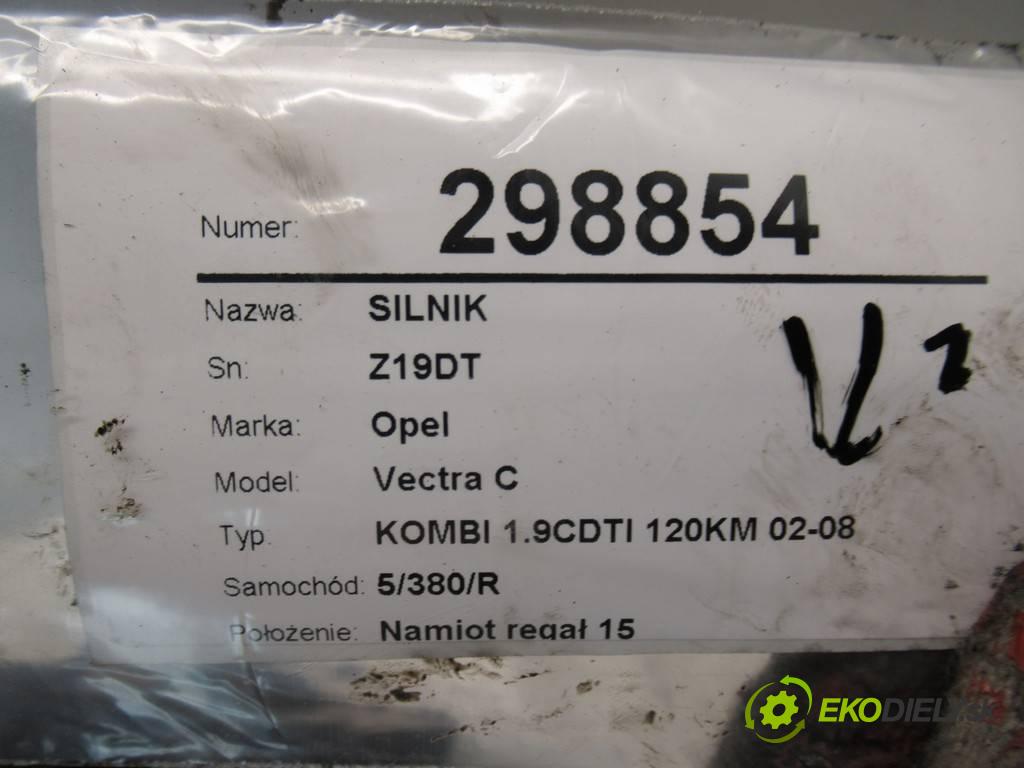 Numer: 298854
Nazwa: SILNIK
Sn: Z19DT
Marka: Opel
Model: Vectra C
Typ: KOMBI 1.9CDTI 120KM 02-08
Samochód: 5/380/R
Położenie: Namiot regał 15